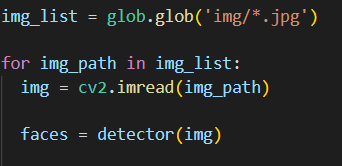 img_list = glob.glob('img/*.jpg')
for img_path in img_list:
  img = cv2.imread(img_path)
  faces = detector(img)